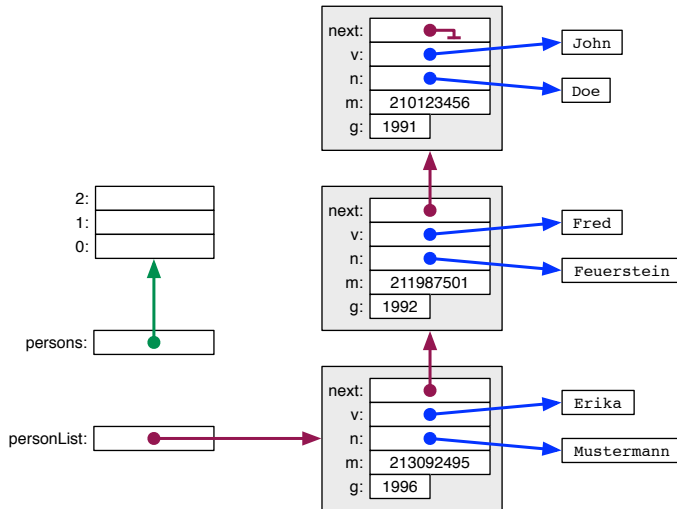 next:
v: John
n: Doe
m: 210123456
g: 1991
2:
1:
0:
persons:
next:
v: Fred
n: Feuerstein
m: 211987501
g: 1992
personList:
next:
v: Erika
n: Mustermann
m: 213092495
g: 1996